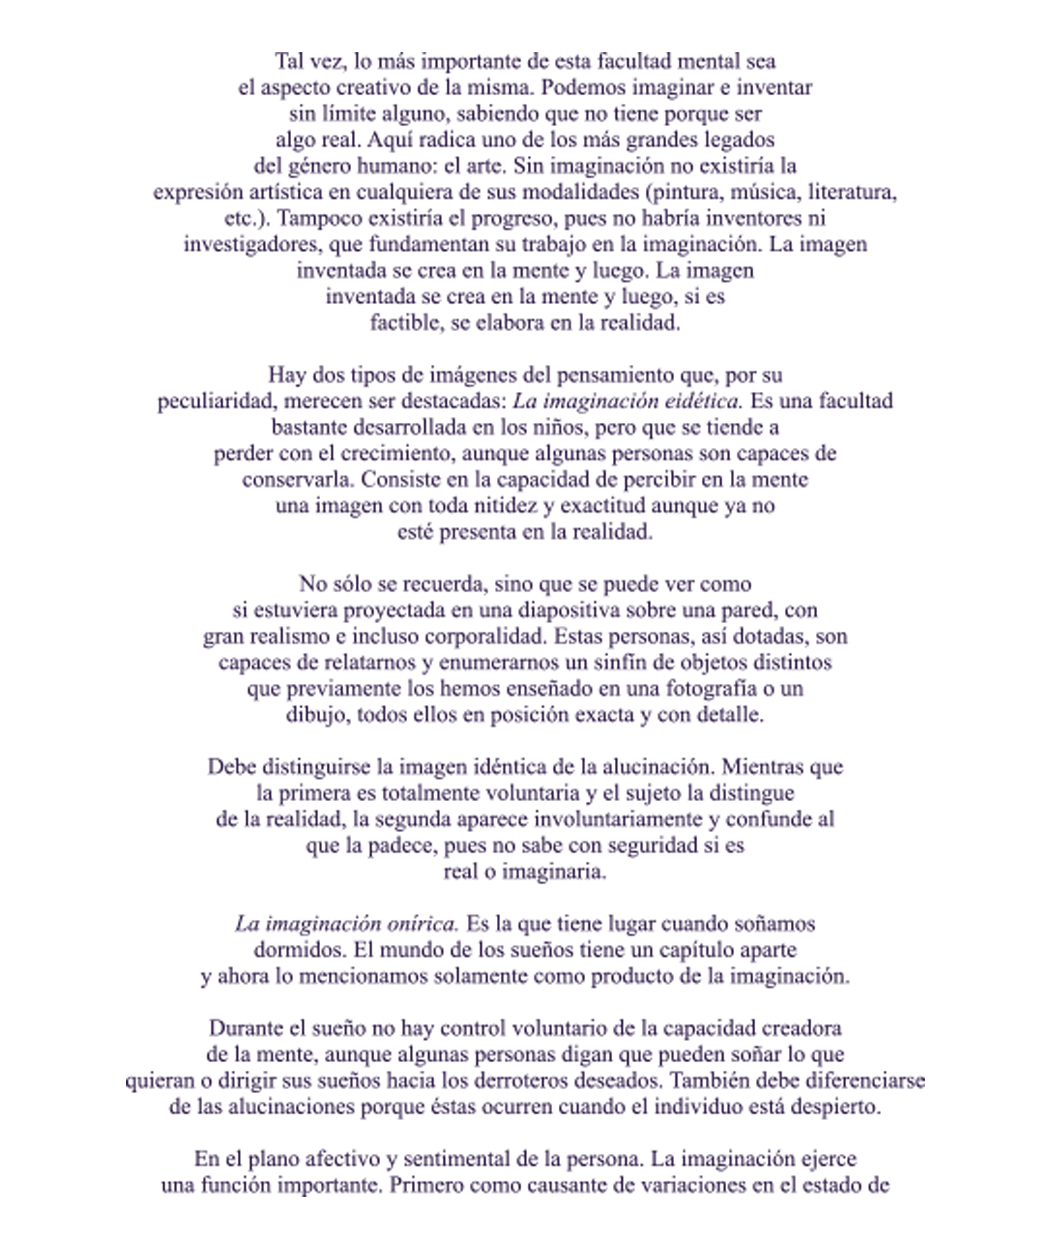 Tal vez, lo más importante de esta facultad mental sea
el aspecto creativo de la misma. Podemos imaginar e inventar
sin límite alguno, sabiendo que no tiene porque ser
algo real. Aquí radica uno de los más grandes legados
del género humano: el arte. Sin imaginación no existiría la
expresión artística en cualquiera de sus modalidades (pintura, música, literatura,
etc.). Tampoco existiría el progreso, pues no habría inventores ni
investigadores, que fundamentan su trabajo en la imaginación. La imagen
inventada se crea en la mente y luego. La imagen
inventada se crea en la mente y luego, si es
factible, se elabora en la realidad.
Hay dos tipos de imágenes del pensamiento que, por su
peculiaridad, merecen ser destacadas: La imaginación eidética. Es una facultad
bastante desarrollada en los niños, pero que se tiende a
perder con el crecimiento, aunque algunas personas son capaces de
conservarla. Consiste en la capacidad de percibir en la mente
una imagen con toda nitidez y exactitud aunque ya no
esté presenta en la realidad.
No sólo se recuerda, sino que se puede ver como
si estuviera proyectada en una diapositiva sobre una pared, con
gran realismo e incluso corporalidad. Estas personas, así dotadas, son
capaces de relatarnos y enumerarnos un sinfín de objetos distintos
que previamente los hemos enseñado en una fotografía o un
dibujo, todos ellos en posición exacta y con detalle.
Debe distinguirse la imagen idéntica de la alucinación. Mientras que
la primera es totalmente voluntaria y el sujeto la distingue
de la realidad, la segunda aparece involuntariamente y confunde al
que la padece, pues no sabe con seguridad si es
real o imaginaria.
La imaginación onírica. Es la que tiene lugar cuando soñamos
dormidos. El mundo de los sueños tiene un capítulo aparte
y ahora lo mencionamos solamente como producto de la imaginación.
Durante el sueño no hay control voluntario de la capacidad creadora
de la mente, aunque algunas personas digan que pueden soñar lo que
quieran o dirigir sus sueños hacia los derroteros deseados. También debe diferenciarse
de las alucinaciones porque éstas ocurren cuando el individuo está despierto.
En el plano afectivo y sentimental de la persona. La imaginación ejerce
una función importante. Primero como causante de variaciones en el estado de